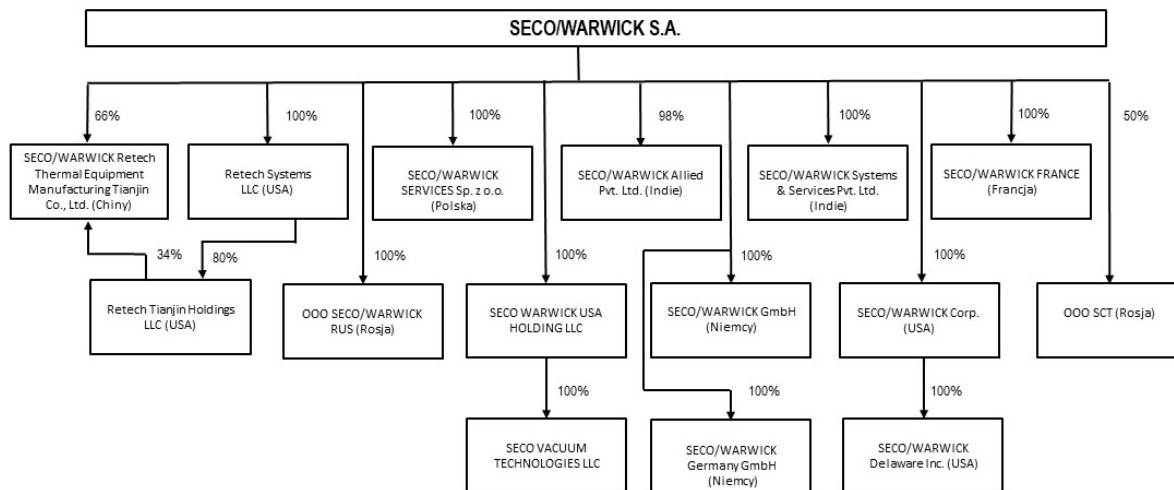 SECO/WARWICK S.A.
66%
100%
100%
98%
100%
100%
50%
SECO/WARWICK Retech
Thermal Equipment
Manufacturing Tianjin
Co., Ltd. (Chiny)
Retech Systems
LLC (USA)
SECO/WARWICK
SERVICES Sp. z o.o.
(Polska)
SECO/WARWICK Allied
Pvt. Ltd. (Indie)
SECO/WARWICK Systems
& Services Pvt. Ltd.
(Indie)
SECO/WARWICK FRANCE
(Francja)
34%
80%
100%
100%
100%
100%
Retech Tianjin Holdings
LLC (USA)
OOO SECO/WARWICK
RUS (Rosja)
SECO WARWICK USA
HOLDING LLC
SECO/WARWICK GmbH
(Niemcy)
SECO/WARWICK Corp.
(USA)
OOO SCT (Rosja)
100%
100%
100%
SECO VACUUM
TECHNOLOGIES LLC
SECO/WARWICK
Germany GmbH
(Niemcy)
SECO/WARWICK
Delaware Inc. (USA)